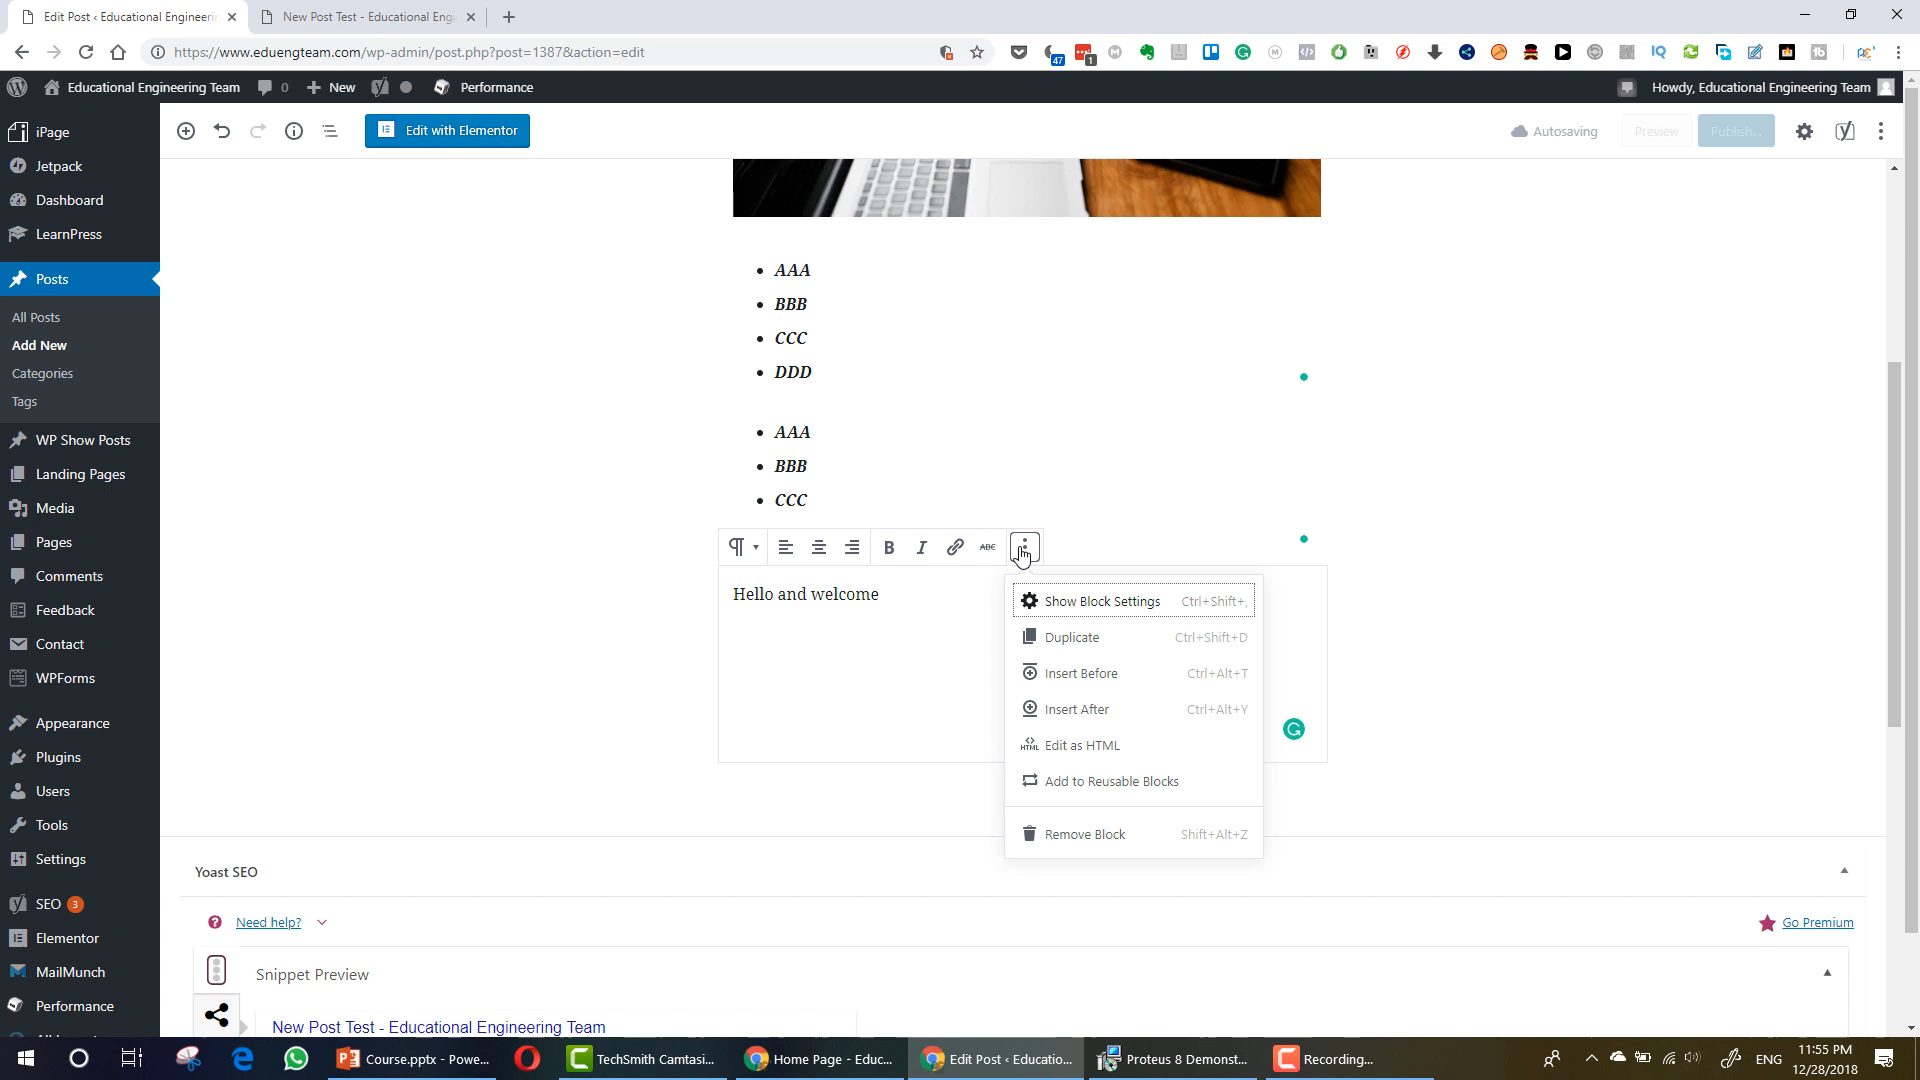 Edit Post ‹ Educational Engineerin
New Post Test - Educational Engi
https://www.eduengteam.com/wp-admin/post.php?post=1387&action=edit
47
1
IQ
Educational Engineering Team
0
New
Performance
Howdy, Educational Engineering Team
iPage
Jetpack
Dashboard
LearnPress
Posts
All Posts
Add New
Categories
Tags
WP Show Posts
Landing Pages
Media
Pages
Comments
Feedback
Contact
WPForms
Appearance
Plugins
Users
Tools
Settings
SEO 3
Elementor
MailMunch
Performance
Edit with Elementor
Autosaving
Preview
Publish...
AAA
BBB
CCC
DDD
AAA
BBB
CCC
B I ABC
Hello and welcome
Show Block Settings Ctrl+Shift+,
Duplicate Ctrl+Shift+D
Insert Before Ctrl+Alt+T
Insert After Ctrl+Alt+Y
HTML Edit as HTML
Add to Reusable Blocks
Remove Block Shift+Alt+Z
Yoast SEO
Need help?
Go Premium
Snippet Preview
New Post Test - Educational Engineering Team
Course.pptx - Powe...
TechSmith Camtasi...
Home Page - Educ...
Edit Post ‹ Educatio...
Proteus 8 Demonst...
Recording...
ENG
11:55 PM
12/28/2018